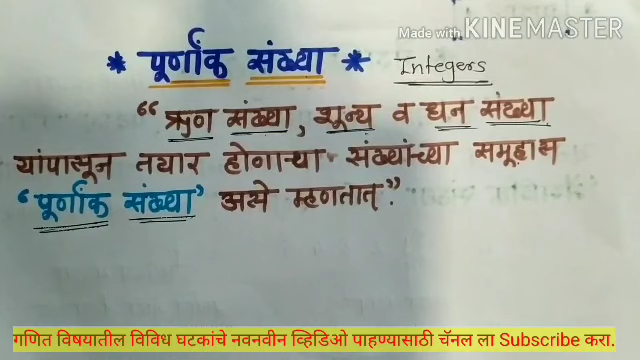 Made with KINEMASTER
* पूर्णांक संख्या * Integers
“ ऋण संख्या, शून्य व धन संख्या
यांपासून तयार होणाऱ्या संख्यांच्या समूहास
‘पूर्णांक संख्या’ असे म्हणतात.”
गणित विषयातील विविध घटकांचे नवनवीन व्हिडिओ पाहण्यासाठी चॅनल ला Subscribe करा.